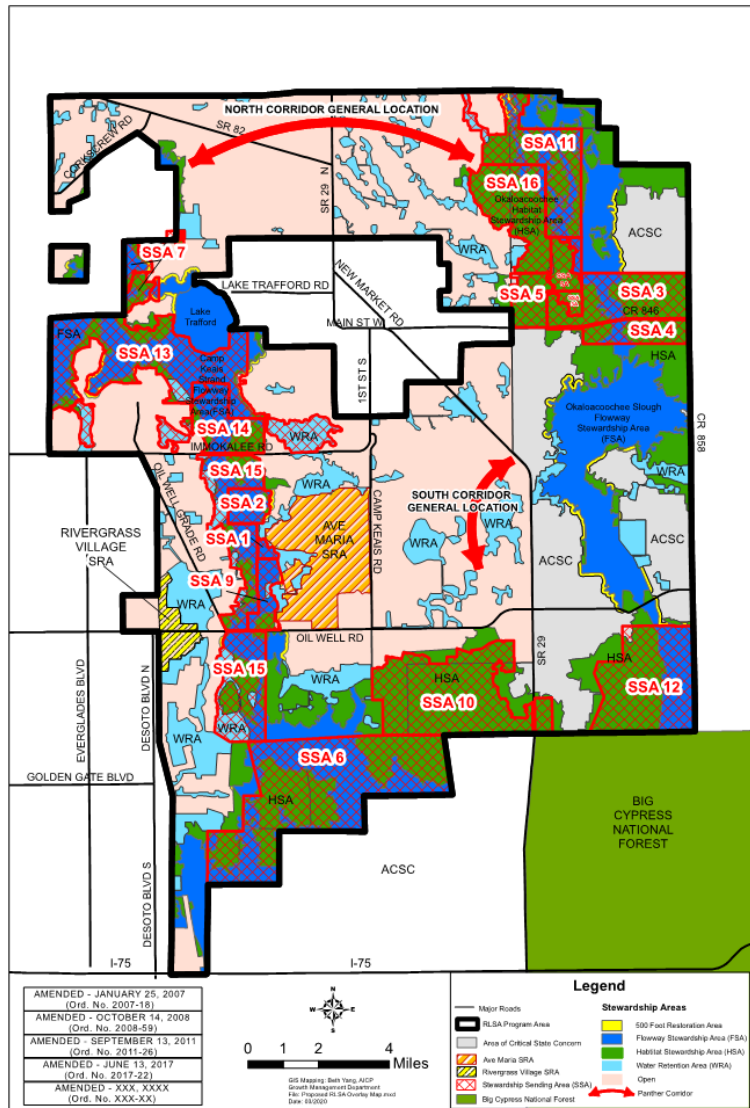 NORTH CORRIDOR GENERAL LOCATION
CORKSCREW RD
SR 82
SR 29 N
SSA 11
SSA 16
Okaloacoochee
Habitat
Stewardship Area
(HSA)
ACSC
WRA
SSA 7
LAKE TRAFFORD RD
NEW MARKET RD
SSA 5
SSA 3
CR 846
Lake
Trafford
MAIN ST W
SSA 4
FSA
SSA 13
HSA
1ST ST S
Camp
Keais
Strand
Flowway
Stewardship
Area(FSA)
Okaloacoochee Slough
Flowway
Stewardship Area
(FSA)
CR 858
SSA 14
WRA
IMMOKALEE RD
SSA 15
WRA
WRA
OIL WELL GRADE RD
SSA 2
CAMP KEAIS RD
SOUTH CORRIDOR
GENERAL LOCATION
RIVERGRASS
VILLAGE
SRA
SSA 1
AVE
MARIA
SRA
WRA
WRA
ACSC
ACSC
SSA 9
WRA
OIL WELL RD
EVERGLADES BLVD
DESOTO BLVD N
SSA 15
HSA
SR 29
HSA
WRA
SSA 10
SSA 12
WRA
WRA
SSA 6
GOLDEN GATE BLVD
HSA
BIG
CYPRESS
NATIONAL
FOREST
ACSC
DESOTO BLVD S
I-75
I-75
AMENDED - JANUARY 25, 2007
(Ord. No. 2007-18)
AMENDED - OCTOBER 14, 2008
(Ord. No. 2008-59)
AMENDED - SEPTEMBER 13, 2011
(Ord. No. 2011-26)
AMENDED - JUNE 13, 2017
(Ord. No. 2017-22)
AMENDED - XXX, XXXX
(Ord. No. XXX-XX)
N
W E
S
0 2 4
Miles
GIS Mapping: Beth Yang, AICP
Growth Management Department
File: Proposed RLSA Overlay Map.mxd
Date: 03/2020
Legend
Major Roads
RLSA Program Area
Area of Critical State Concern
Ave Maria SRA
Rivergrass Village SRA
Stewardship Sending Area (SSA)
Big Cypress National Forest
Stewardship Areas
500 Foot Restoration Area
Flowway Stewardship Area (FSA)
Habitat Stewardship Area (HSA)
Water Retention Area (WRA)
Open
Panther Corridor